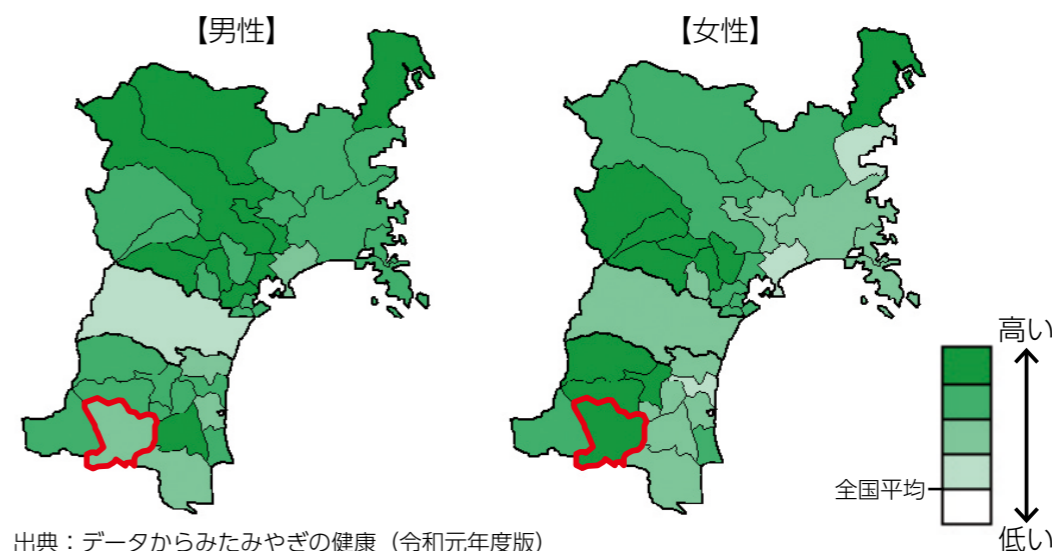 【男性】
【女性】
高い
全国平均
低い
出典：データからみたみやぎの健康（令和元年度版）